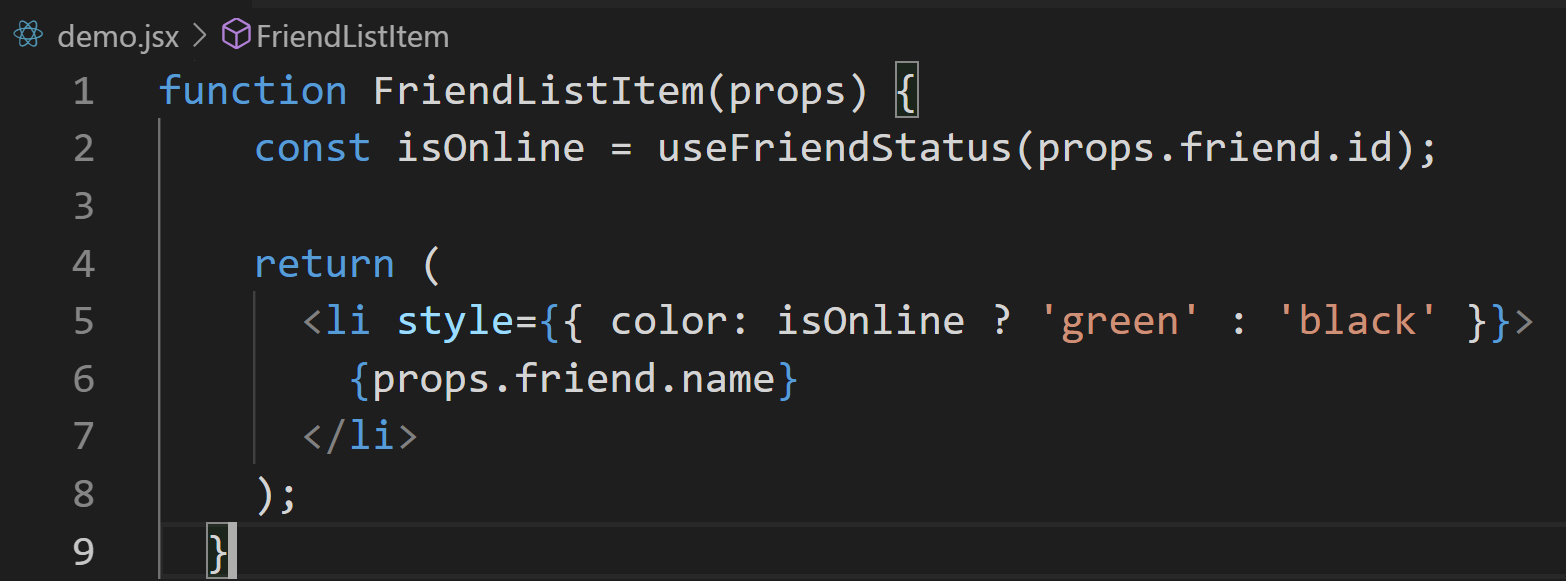 demo.jsx > FriendListItem
1 function FriendListItem(props) {
2     const isOnline = useFriendStatus(props.friend.id);
3
4     return (
5       <li style={{ color: isOnline ? 'green' : 'black' }}>
6         {props.friend.name}
7       </li>
8     );
9   }